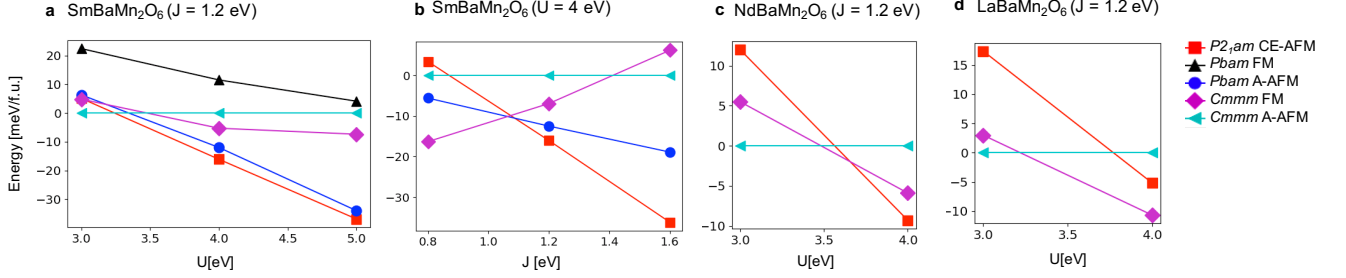 a SmBaMn₂O₆ (J = 1.2 eV)
b SmBaMn₂O₆ (U = 4 eV)
c NdBaMn₂O₆ (J = 1.2 eV)
d LaBaMn₂O₆ (J = 1.2 eV)
Energy [meV/f.u.]
20
10
0
−10
−20
−30
3.0 3.5 4.0 4.5 5.0
U[eV]
0
−10
−20
−30
0.8 1.0 1.2 1.4 1.6
J [eV]
10
5
0
−5
−10
3.0 3.5 4.0
U[eV]
15
10
5
0
−5
−10
3.0 3.5 4.0
U[eV]
P2₁am CE-AFM
Pbam FM
Pbam A-AFM
Cmmm FM
Cmmm A-AFM